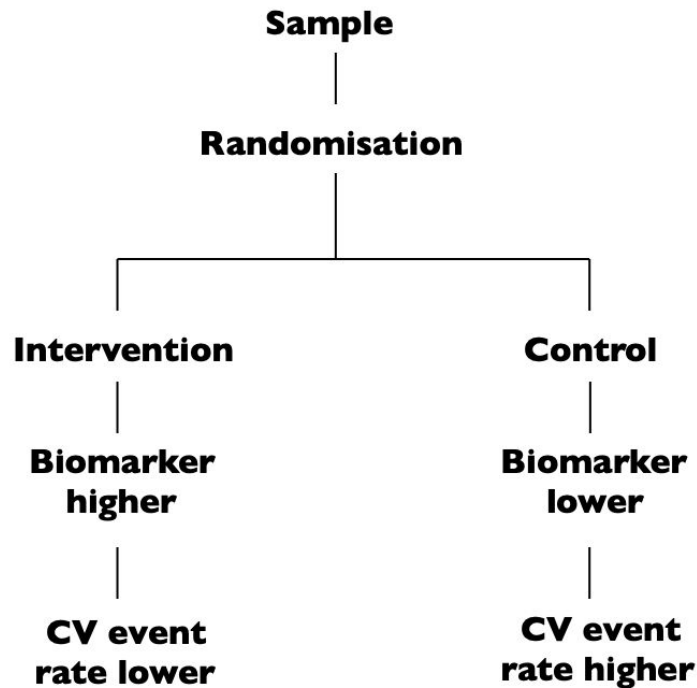 Sample
Randomisation
Intervention
Control
Biomarker
higher
Biomarker
lower
CV event
rate lower
CV event
rate higher